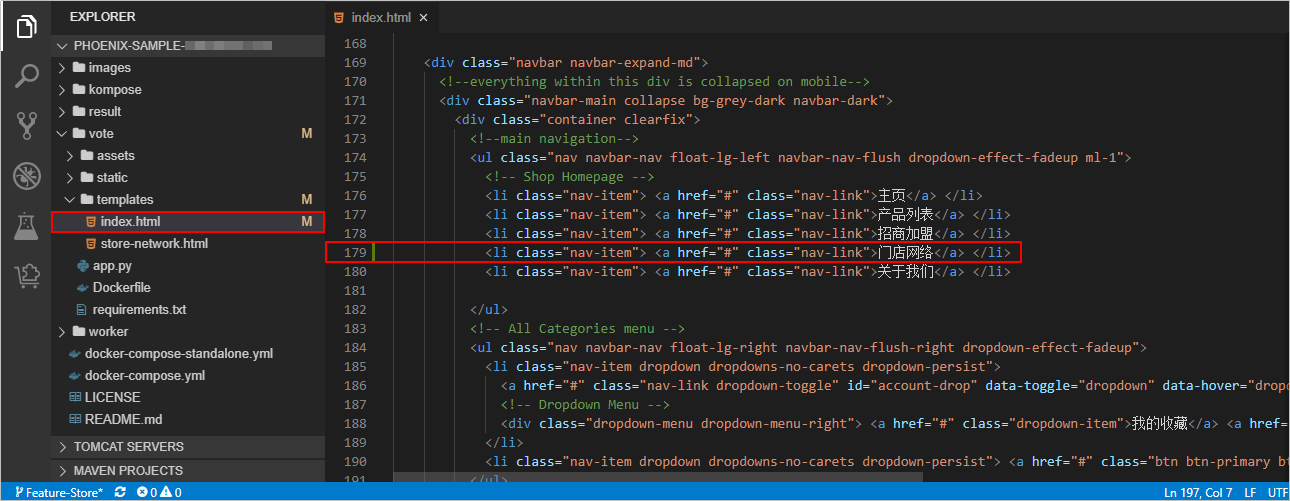 EXPLORER
PHOENIX-SAMPLE-
images
kompose
result
vote M
assets
static
templates M
index.html M
store-network.html
app.py
Dockerfile
requirements.txt
worker
docker-compose-standalone.yml
docker-compose.yml
LICENSE
README.md
TOMCAT SERVERS
MAVEN PROJECTS
index.html ×
168
169 <div class="navbar navbar-expand-md">
170 <!--everything within this div is collapsed on mobile-->
171 <div class="navbar-main collapse bg-grey-dark navbar-dark">
172 <div class="container clearfix">
173 <!--main navigation-->
174 <ul class="nav navbar-nav float-lg-left navbar-nav-flush dropdown-effect-fadeup ml-1">
175 <!-- Shop Homepage -->
176 <li class="nav-item"> <a href="#" class="nav-link">主页</a> </li>
177 <li class="nav-item"> <a href="#" class="nav-link">产品列表</a> </li>
178 <li class="nav-item"> <a href="#" class="nav-link">招商加盟</a> </li>
179 <li class="nav-item"> <a href="#" class="nav-link">门店网络</a> </li>
180 <li class="nav-item"> <a href="#" class="nav-link">关于我们</a> </li>
181
182 </ul>
183 <!-- All Categories menu -->
184 <ul class="nav navbar-nav float-lg-right navbar-nav-flush-right dropdown-effect-fadeup">
185 <li class="nav-item dropdown dropdowns-no-carets dropdown-persist">
186 <a href="#" class="nav-link dropdown-toggle" id="account-drop" data-toggle="dropdown" data-hover="drop
187 <!-- Dropdown Menu -->
188 <div class="dropdown-menu dropdown-menu-right"> <a href="#" class="dropdown-item">我的收藏</a> <a href=
189 </li>
190 <li class="nav-item dropdown dropdowns-no-carets dropdown-persist"> <a href="#" class="btn btn-primary bt
191 </ul>
Feature-Store* 0 0 Ln 197, Col 7 LF UTF